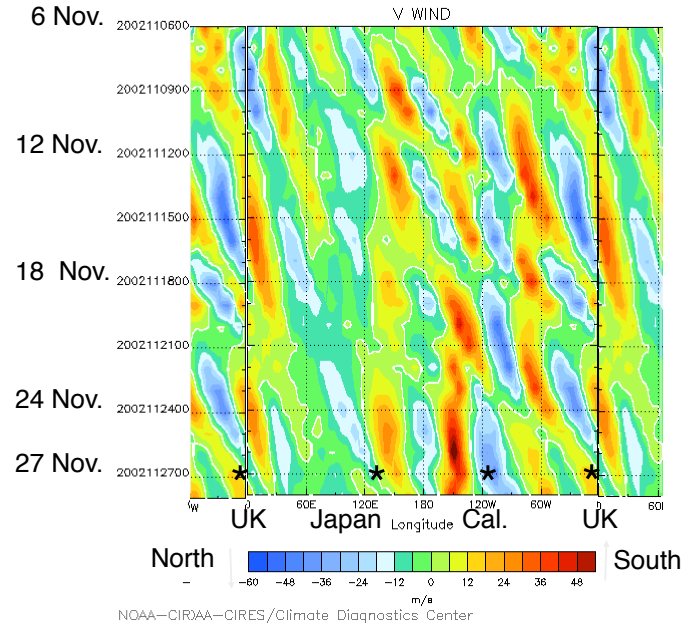 V WIND
6 Nov. 2002110600
2002110900
12 Nov. 2002111200
2002111500
18 Nov. 2002111800
2002112100
24 Nov. 2002112400
27 Nov. 2002112700
* * * *
W 0 60E 120E 180 120W 60W 0 60E
UK Japan Longitude Cal. UK
North South
−60 −48 −36 −24 −12 0 12 24 36 48
m/s
NOAA−CIRDAA−CIRES/Climate Diagnostics Center